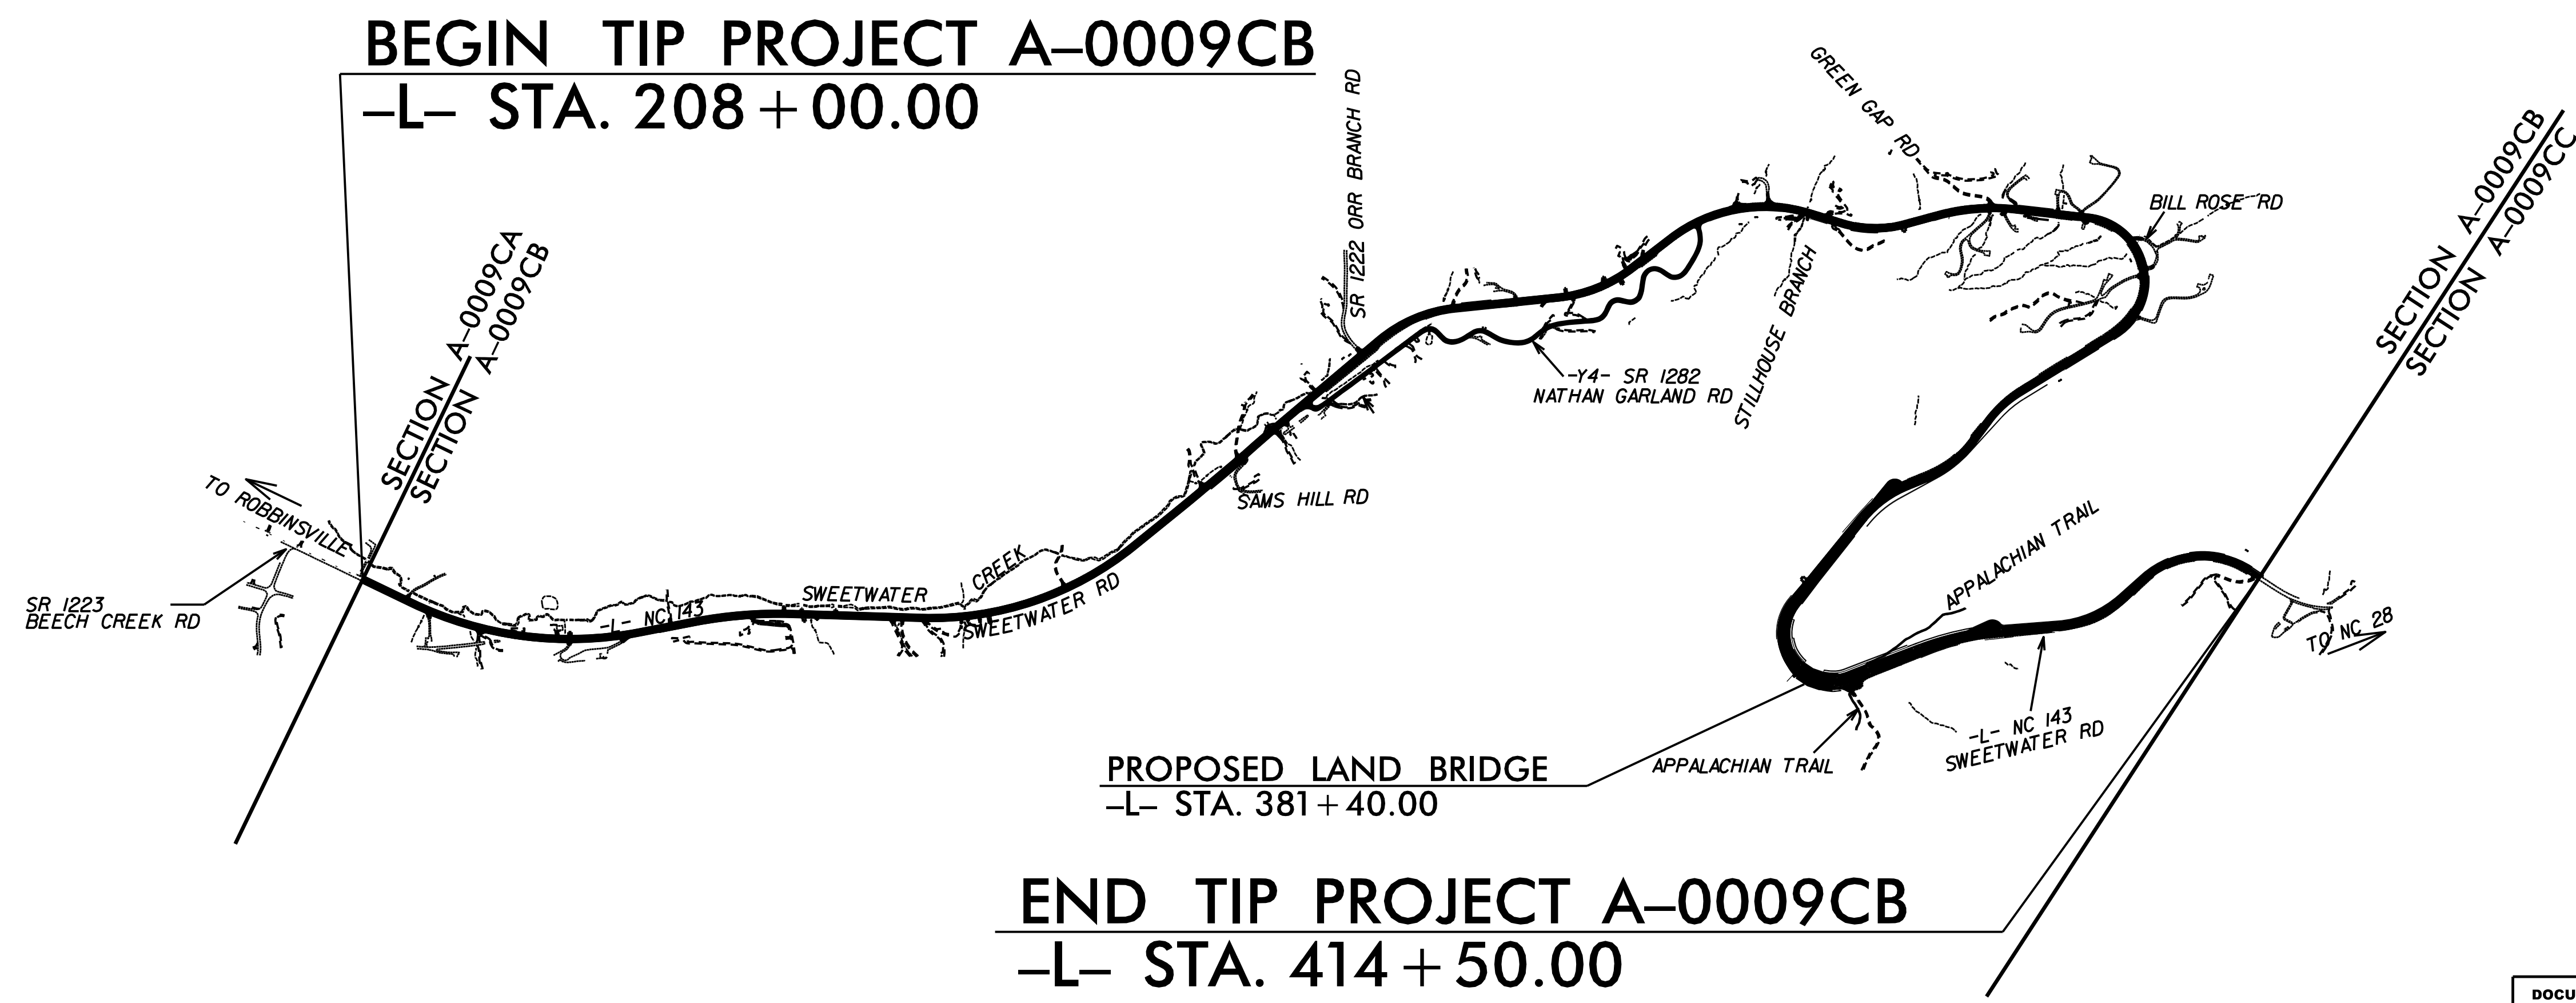 BEGIN TIP PROJECT A–0009CB
–L– STA. 208+00.00
SECTION A–0009CA
SECTION A–0009CB
TO ROBBINSVILLE
SR 1223
BEECH CREEK RD
–L– NC 143
SWEETWATER
CREEK
SWEETWATER RD
SAMS HILL RD
SR 1222 ORR BRANCH RD
–Y4– SR 1282
NATHAN GARLAND RD
STILLHOUSE BRANCH
GREEN GAP RD
BILL ROSE RD
SECTION A–0009CB
SECTION A–0009CC
APPALACHIAN TRAIL
TO NC 28
–L– NC 143
SWEETWATER RD
APPALACHIAN TRAIL
PROPOSED LAND BRIDGE
–L– STA. 381+40.00
END TIP PROJECT A–0009CB
–L– STA. 414+50.00